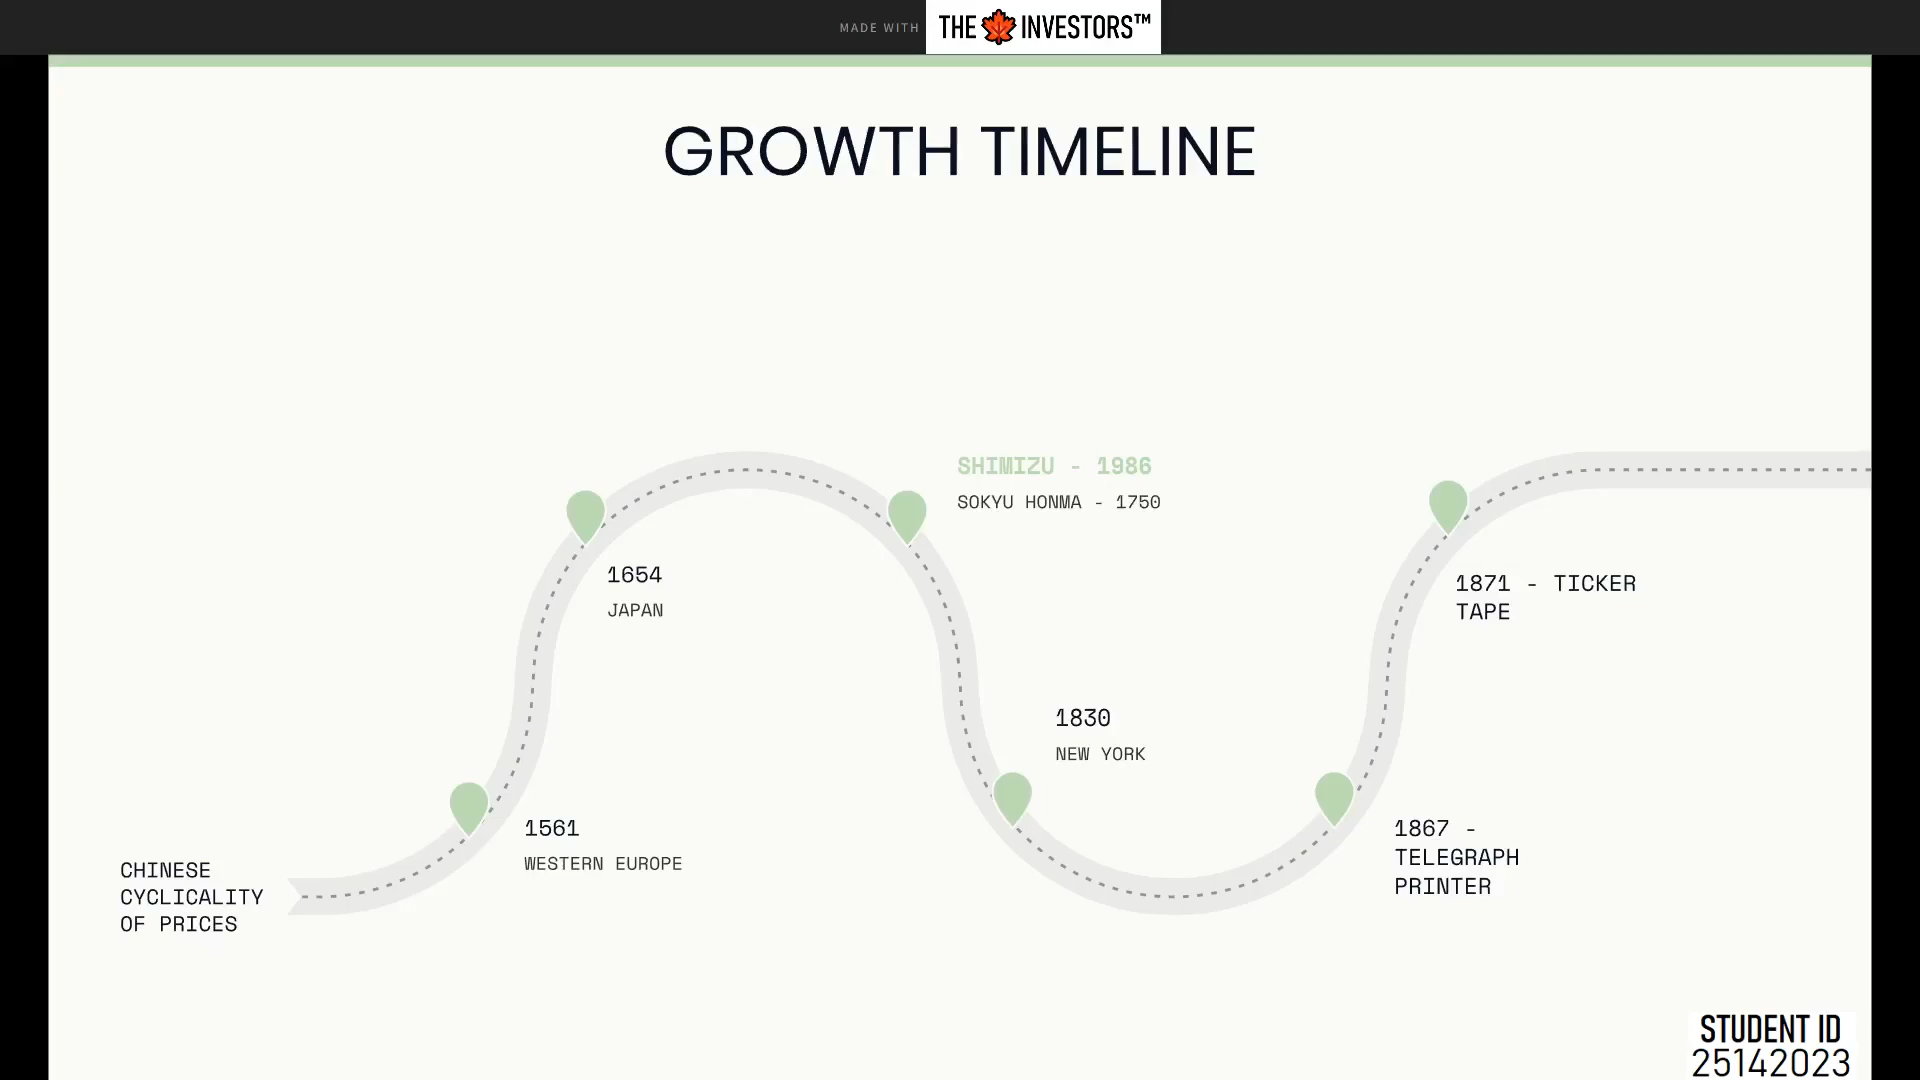 MADE WITH THE INVESTORS™
GROWTH TIMELINE
SHIMIZU - 1986
SOKYU HONMA - 1750
1654
JAPAN
1871 - TICKER
TAPE
1830
NEW YORK
1561
WESTERN EUROPE
1867 -
TELEGRAPH
PRINTER
CHINESE
CYCLICALITY
OF PRICES
STUDENT ID
25142023